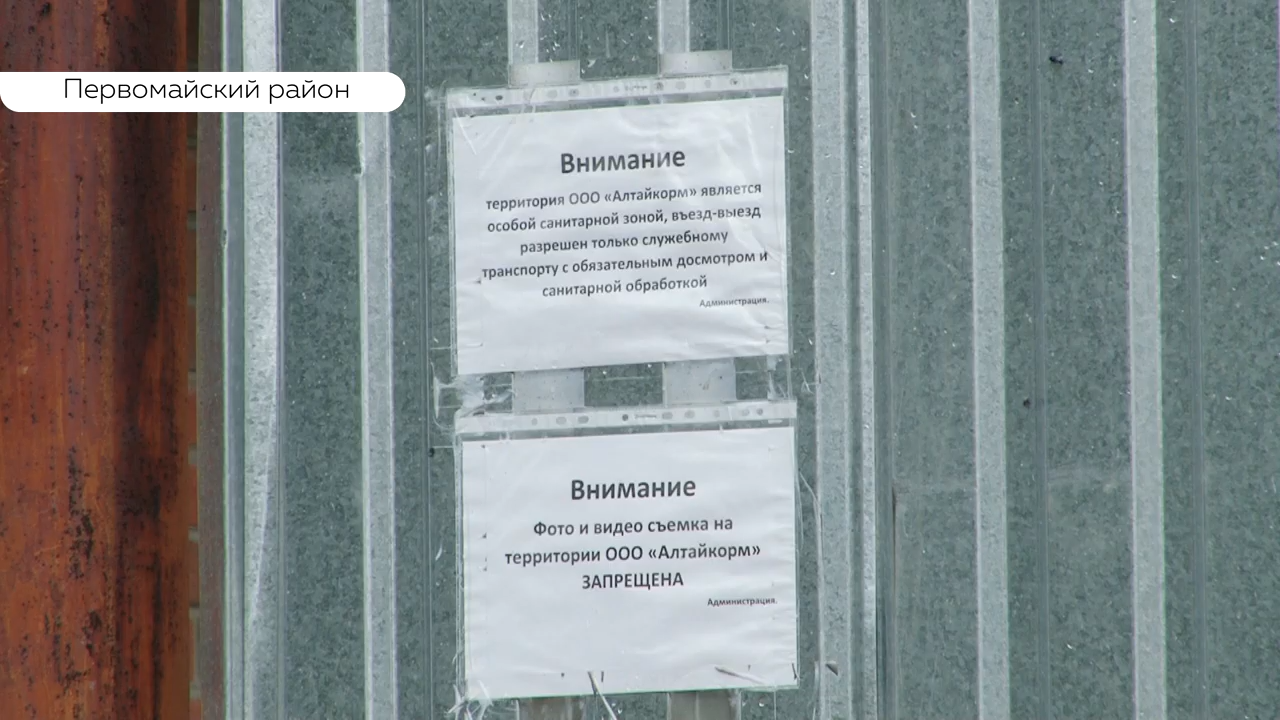 Первомайский район
Внимание
территория ООО «Алтайкорм» является
особой санитарной зоной, въезд-выезд
разрешен только служебному
транспорту с обязательным досмотром и
санитарной обработкой
Администрация.
Внимание
Фото и видео съемка на
территории ООО «Алтайкорм»
ЗАПРЕЩЕНА
Администрация.